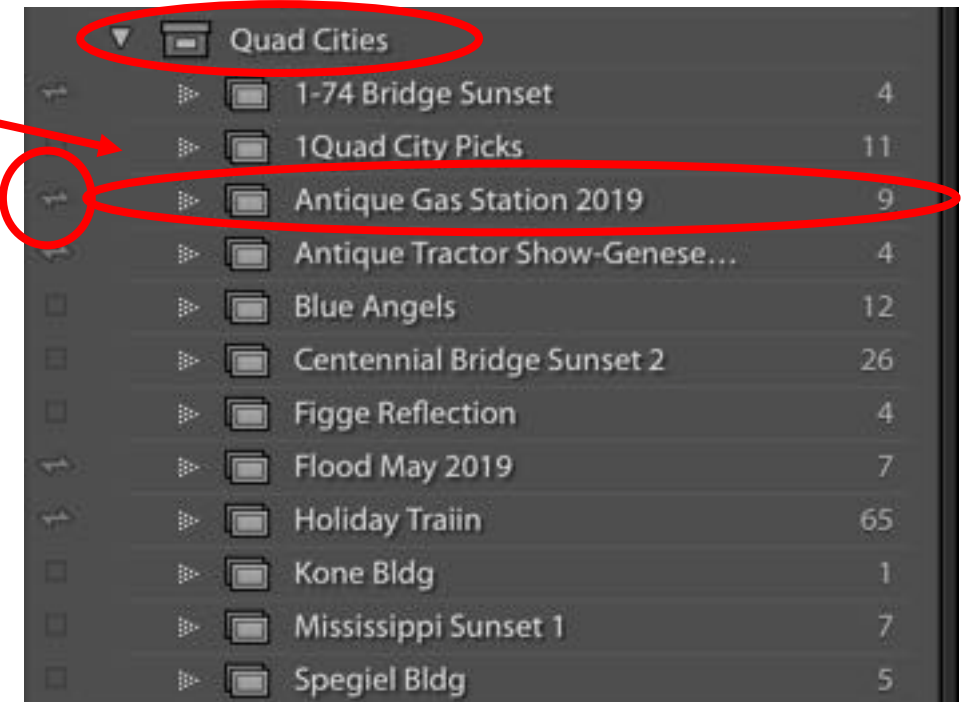 Quad Cities
1-74 Bridge Sunset 4
1Quad City Picks 11
Antique Gas Station 2019 9
Antique Tractor Show-Genese... 4
Blue Angels 12
Centennial Bridge Sunset 2 26
Figge Reflection 4
Flood May 2019 7
Holiday Traiin 65
Kone Bldg 1
Mississippi Sunset 1 7
Spegiel Bldg 5